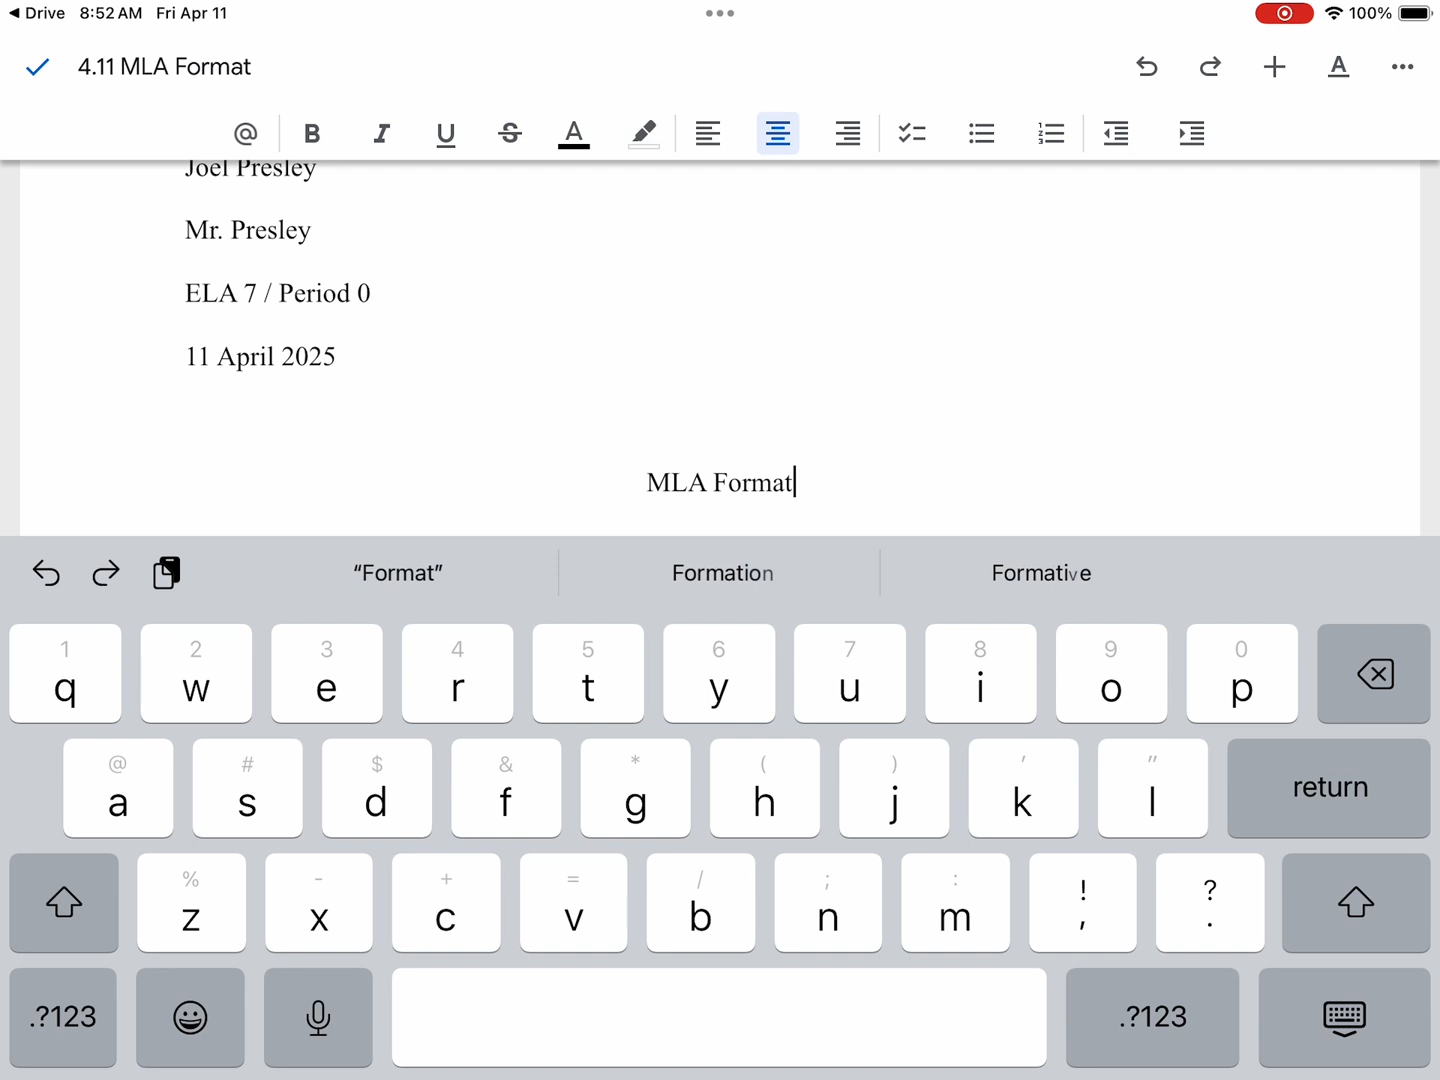 ◀ Drive 8:52 AM Fri Apr 11 100%
4.11 MLA Format
A
@ B I U S A
Joel Presley
Mr. Presley
ELA 7 / Period 0
11 April 2025
MLA Format
“Format” Formation Formative
1 2 3 4 5 6 7 8 9 0
q w e r t y u i o p
@ # $ & * ( ) ' "
a s d f g h j k l return
% - + = / ; : ! ?
z x c v b n m , .
.?123 .?123